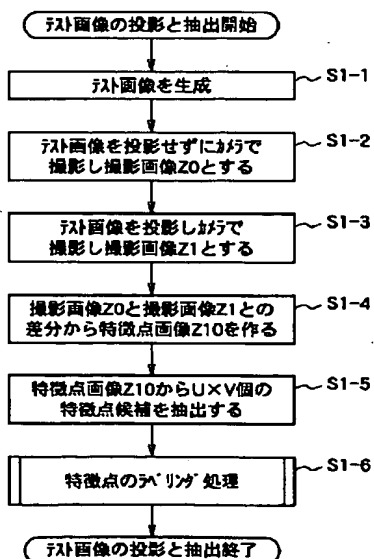 テスト画像の投影と抽出開始
テスト画像を生成
S1-1
テスト画像を投影せずにカメラで
撮影し撮影画像Z0とする
S1-2
テスト画像を投影しカメラで
撮影し撮影画像Z1とする
S1-3
撮影画像Z0と撮影画像Z1との
差分から特徴点画像Z10を作る
S1-4
特徴点画像Z10からU×V個の
特徴点候補を抽出する
S1-5
特徴点のラベリング処理
S1-6
テスト画像の投影と抽出終了